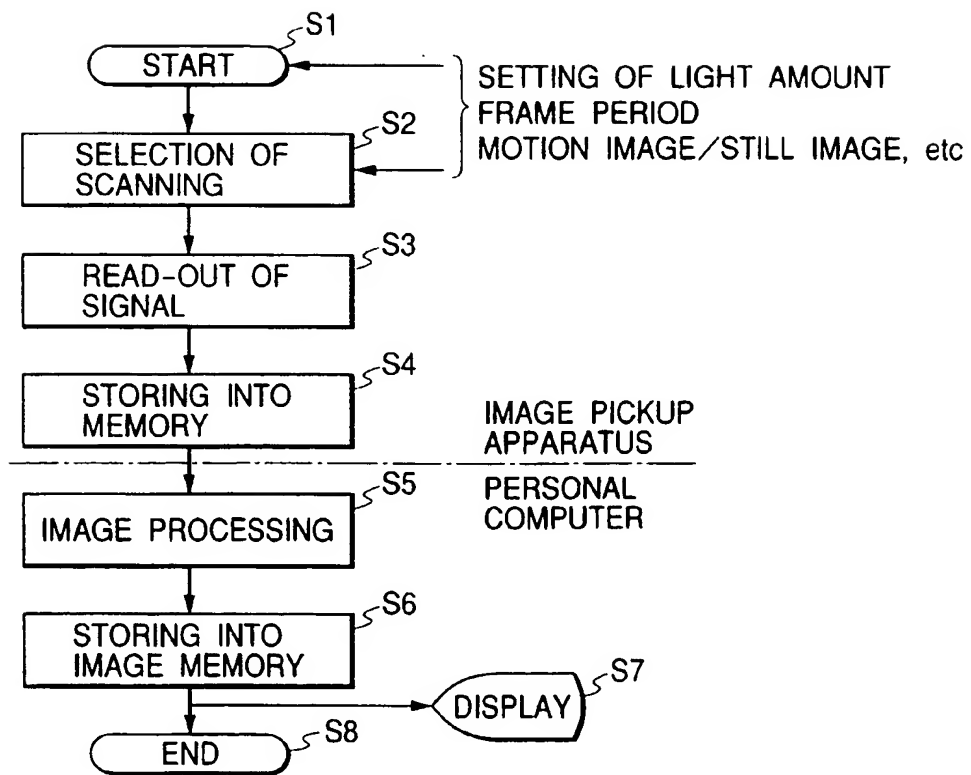 S1
START
SETTING OF LIGHT AMOUNT
FRAME PERIOD
MOTION IMAGE/STILL IMAGE, etc
S2
SELECTION OF
SCANNING
S3
READ-OUT OF
SIGNAL
S4
STORING INTO
MEMORY
IMAGE PICKUP
APPARATUS
S5
PERSONAL
COMPUTER
IMAGE PROCESSING
S6
STORING INTO
IMAGE MEMORY
S7
DISPLAY
S8
END